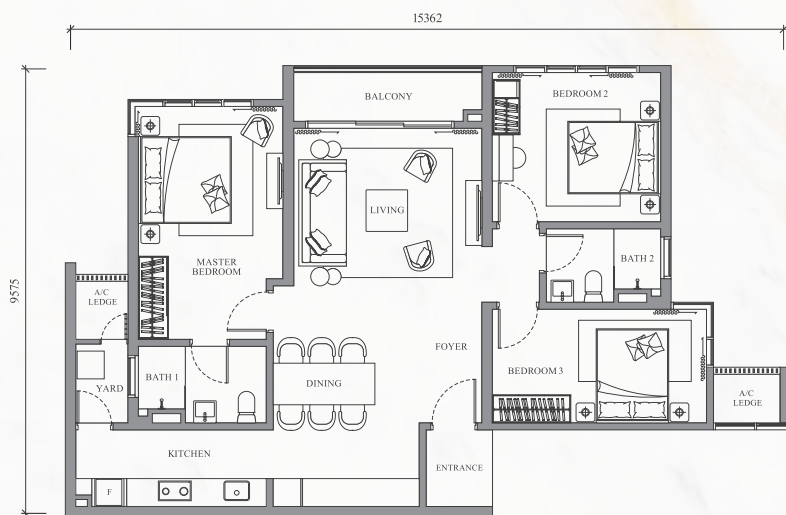 15362
9575
BALCONY
BEDROOM 2
LIVING
MASTER
BEDROOM
BATH 2
A/C
LEDGE
FOYER
YARD
BATH 1
DINING
BEDROOM 3
A/C
LEDGE
KITCHEN
ENTRANCE
F